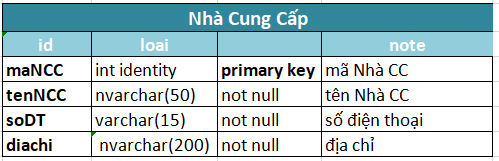 Nhà Cung Cấp
id loai note
maNCC int identity primary key mã Nhà CC
tenNCC nvarchar(50) not null tên Nhà CC
soDT varchar(15) not null số điện thoại
diachi nvarchar(200) not null địa chỉ